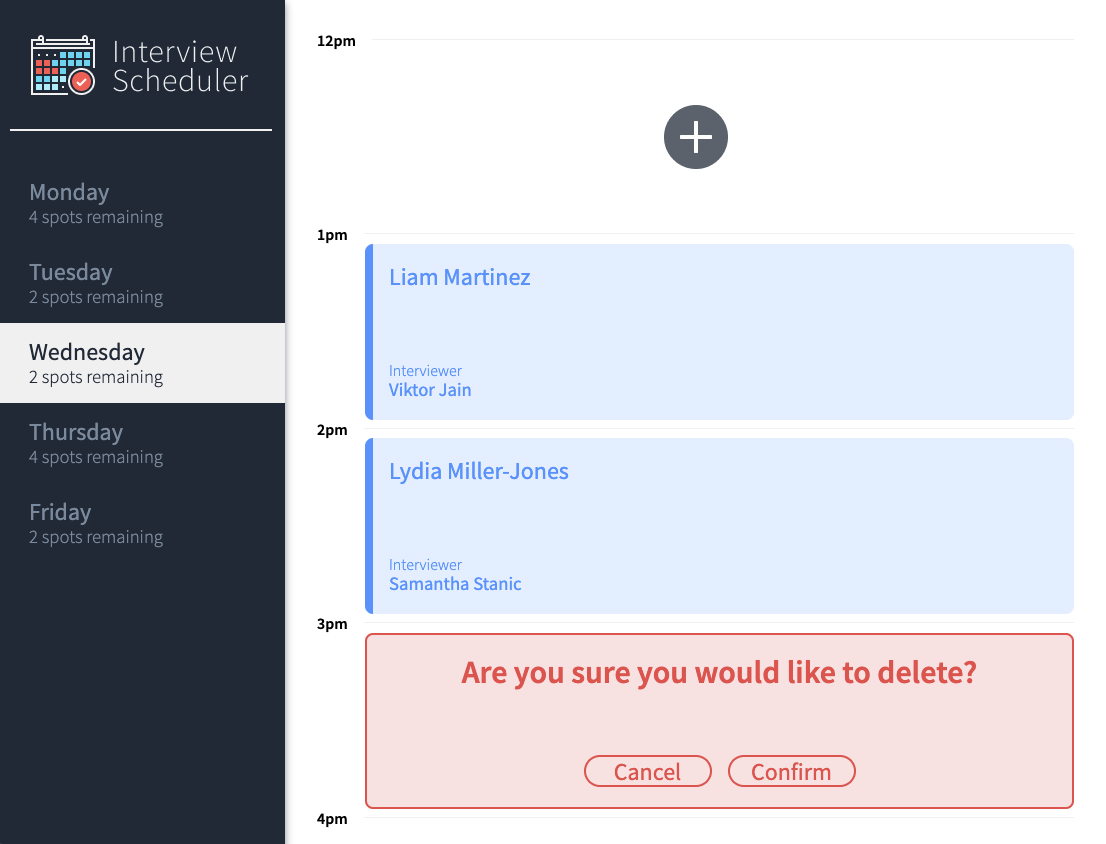 Interview
Scheduler
Monday
4 spots remaining
Tuesday
2 spots remaining
Wednesday
2 spots remaining
Thursday
4 spots remaining
Friday
2 spots remaining
12pm
1pm
Liam Martinez
Interviewer
Viktor Jain
2pm
Lydia Miller-Jones
Interviewer
Samantha Stanic
3pm
Are you sure you would like to delete?
Cancel Confirm
4pm